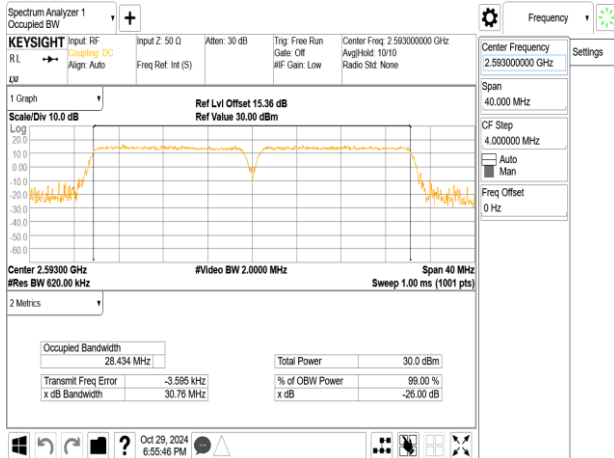 Spectrum Analyzer 1
Occupied BW
Frequency
KEYSIGHT
RL
Input: RF
Coupling: DC
Align: Auto
Input Z: 50 Ω
Freq Ref: Int (S)
Atten: 30 dB
Trig: Free Run
Gate: Off
#IF Gain: Low
Center Freq: 2.593000000 GHz
Avg|Hold: 10/10
Radio Std: None
Center Frequency
2.593000000 GHz
Settings
Span
40.000 MHz
CF Step
4.000000 MHz
Auto
Man
Freq Offset
0 Hz
1 Graph
Scale/Div 10.0 dB
Ref Lvl Offset 15.36 dB
Ref Value 30.00 dBm
Log
20.0
10.0
0.00
-10.0
-20.0
-30.0
-40.0
-50.0
-60.0
Center 2.59300 GHz
#Video BW 2.0000 MHz
Span 40 MHz
#Res BW 620.00 kHz
Sweep 1.00 ms (1001 pts)
2 Metrics
Occupied Bandwidth
28.434 MHz
Total Power 30.0 dBm
Transmit Freq Error -3.595 kHz
% of OBW Power 99.00 %
x dB Bandwidth 30.76 MHz
x dB -26.00 dB
?
Oct 29, 2024
6:55:46 PM